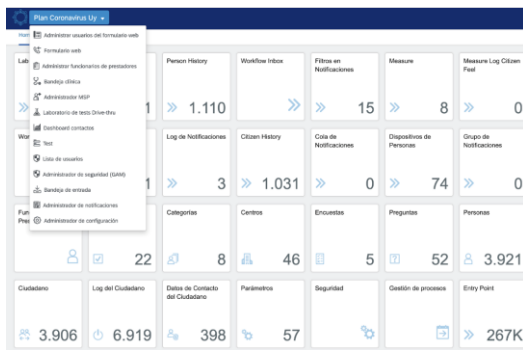 Plan Coronavirus Uy
Administrar usuarios del formulario web
Formulario web
Administrar funcionarios de prestadores
Bandeja clínica
Administrador MSP
Laboratorio de tests Drive-thru
Dashboard contactos
Test
Lista de usuarios
Administrador de seguridad (GAM)
Bandeja de entrada
Administrador de notificaciones
Administrador de configuración
Person History
Workflow Inbox
Filtros en
Notificaciones
Measure
Measure Log Citizen
Feel
1
1.110
15
8
0
Log de Notificaciones
Citizen History
Cola de
Notificaciones
Dispositivos de
Personas
Grupo de
Notificaciones
1
3
1.031
0
74
0
Categorías
Centros
Encuestas
Preguntas
Personas
22
8
46
5
52
3.921
Ciudadano
Log del Ciudadano
Datos de Contacto
del Ciudadano
Parámetros
Seguridad
Gestión de procesos
Entry Point
3.906
6.919
398
57
267K